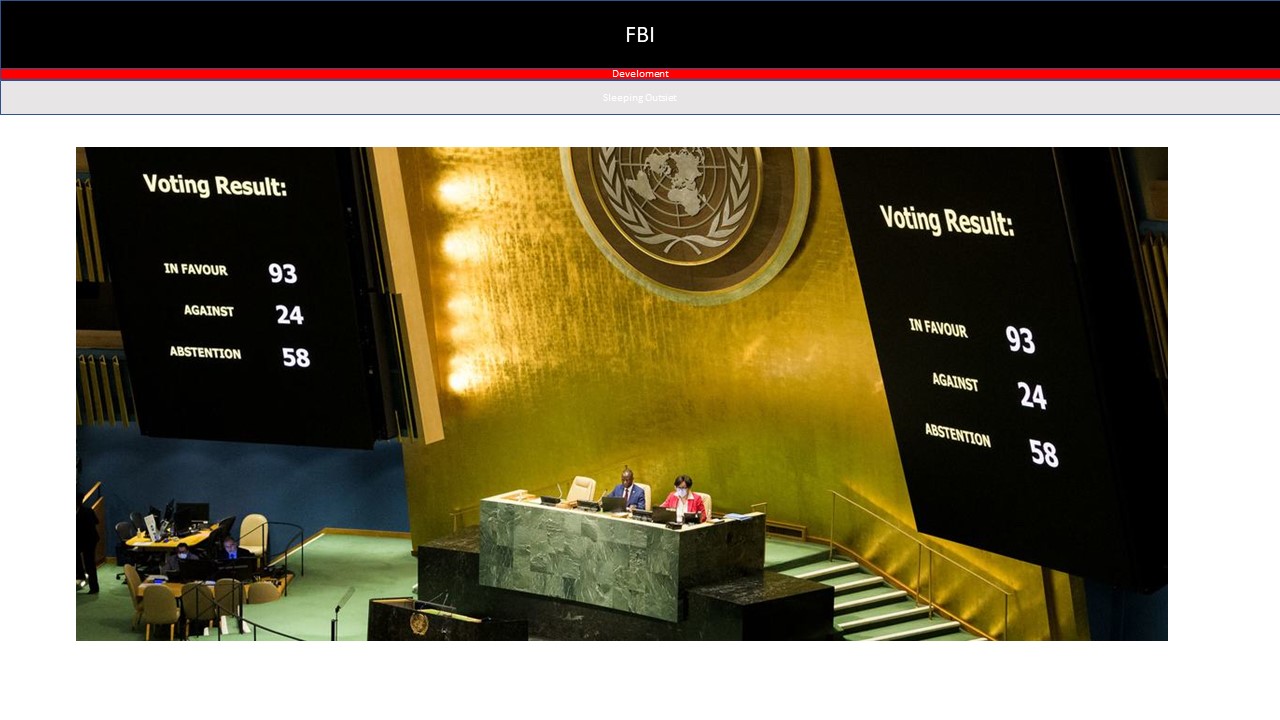 FBI
Develoment
Sleeping Outset
Voting Result:
IN FAVOUR 93
AGAINST 24
ABSTENTION 58
Voting Result:
IN FAVOUR 93
AGAINST 24
ABSTENTION 58